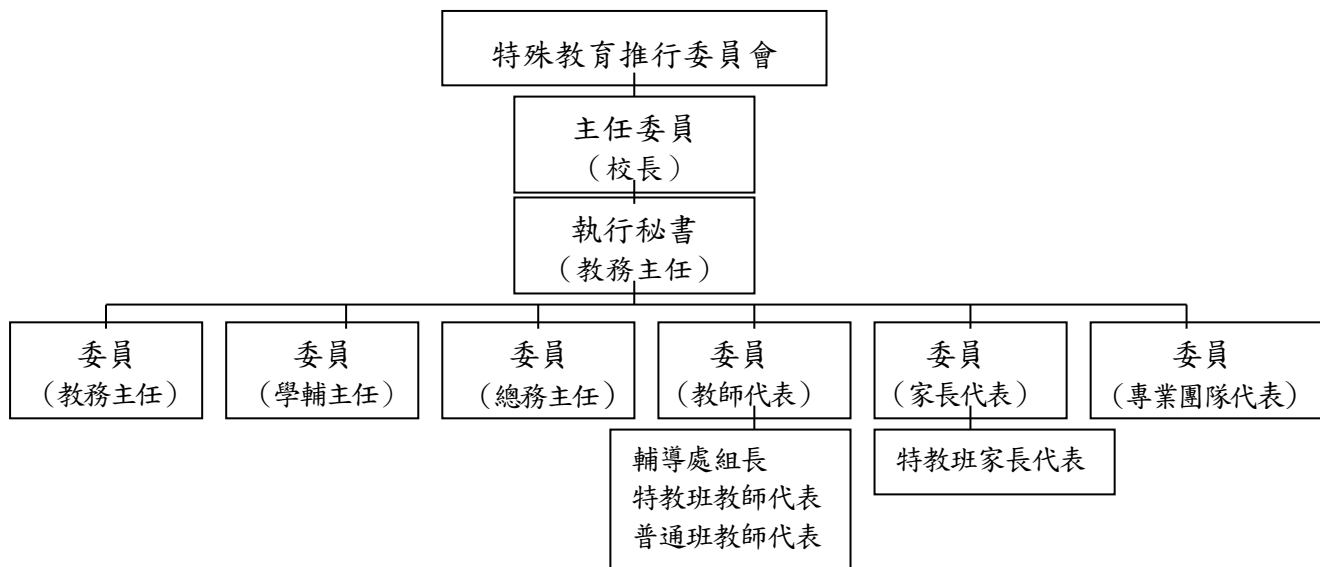 特殊教育推行委員會
主任委員
（校長）
執行秘書
（教務主任）
委員
（教務主任）
委員
（學輔主任）
委員
（總務主任）
委員
（教師代表）
委員
（家長代表）
委員
（專業團隊代表）
輔導處組長
特教班教師代表
普通班教師代表
特教班家長代表